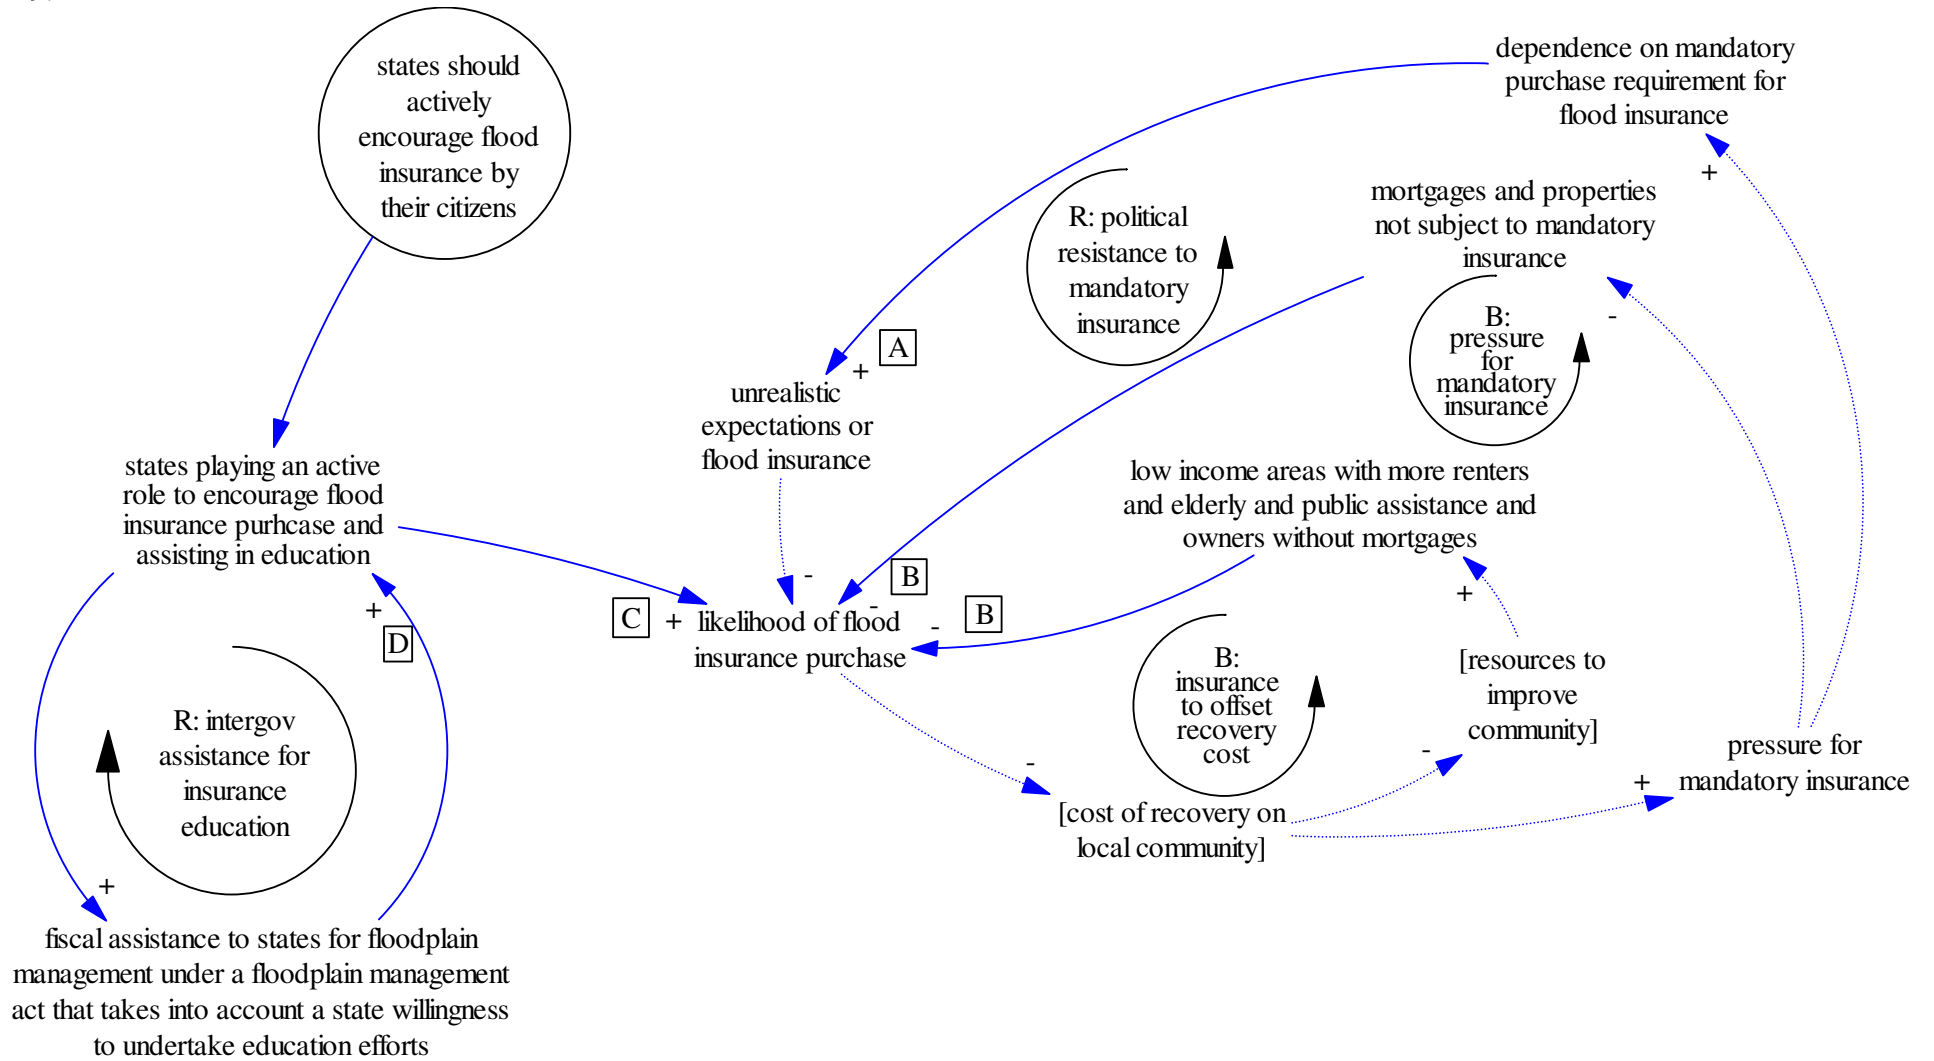 states should
actively
encourage flood
insurance by
their citizens
dependence on mandatory
purchase requirement for
flood insurance
+
mortgages and properties
not subject to mandatory
insurance
-
R: political
resistance to
mandatory
insurance
B:
pressure
for
mandatory
insurance
A
+
unrealistic
expectations or
flood insurance
-
states playing an active
role to encourage flood
insurance purhcase and
assisting in education
+
D
low income areas with more renters
and elderly and public assistance and
owners without mortgages
+
B
-
B
-
C
+
likelihood of flood
insurance purchase
B:
insurance
to offset
recovery
cost
[resources to
improve
community]
-
R: intergov
assistance for
insurance
education
-
[cost of recovery on
local community]
+
pressure for
mandatory insurance
+
fiscal assistance to states for floodplain
management under a floodplain management
act that takes into account a state willingness
to undertake education efforts